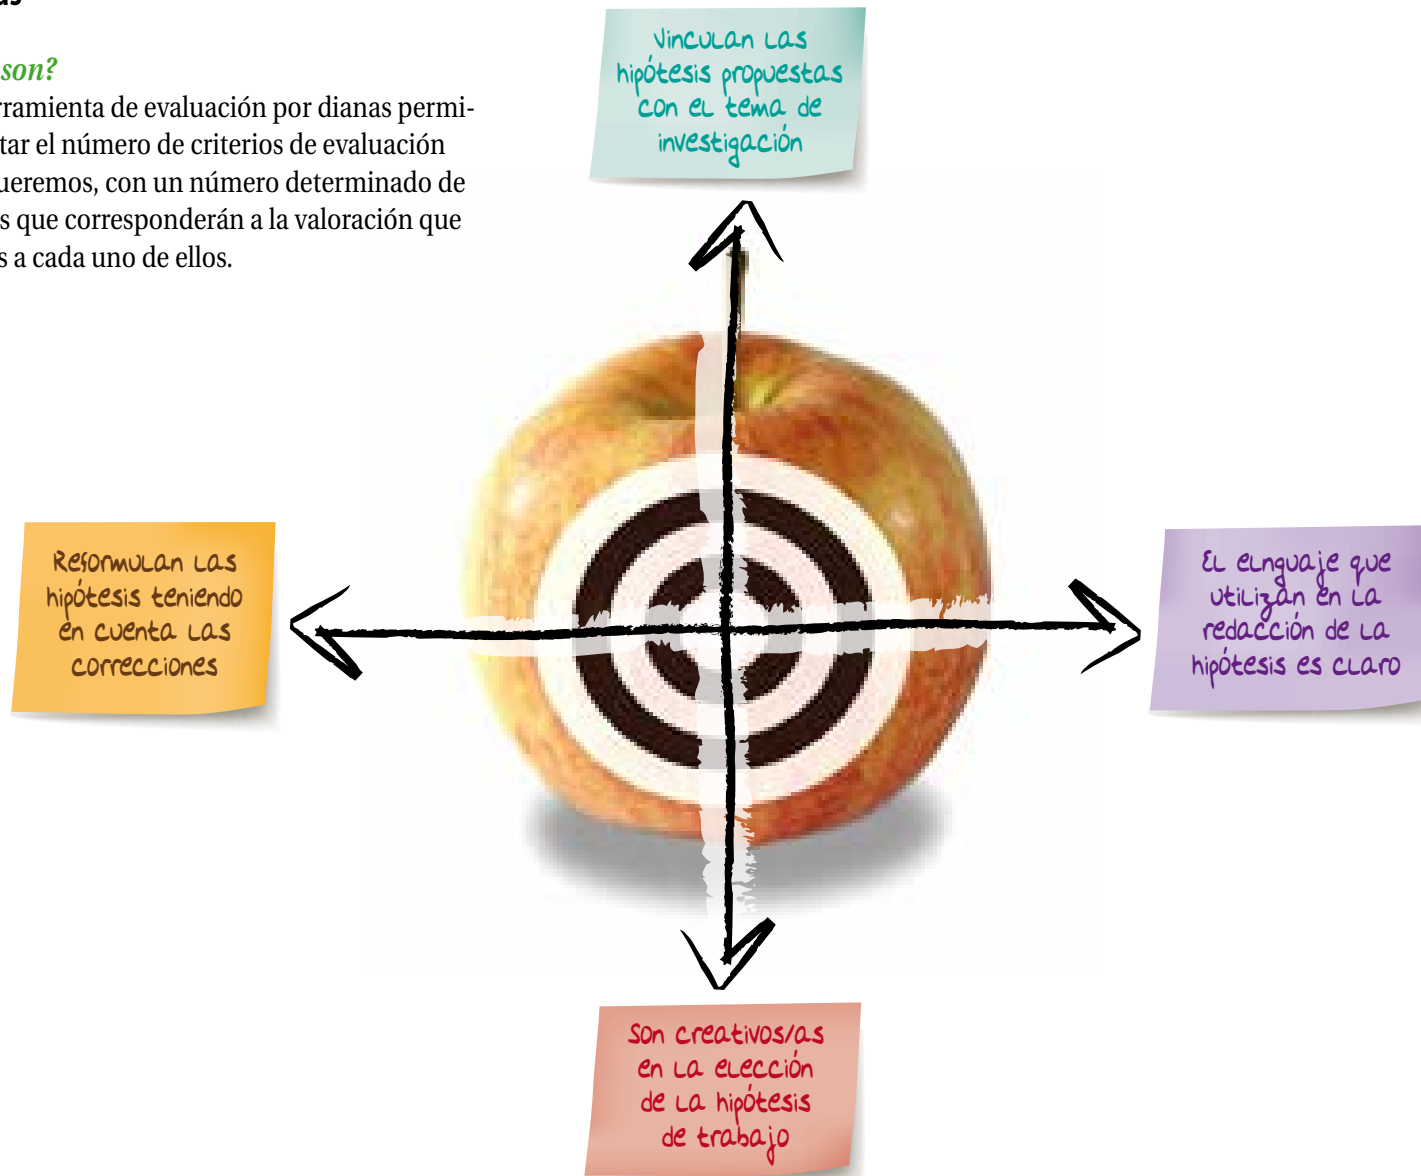 son?
rramienta de evaluación por dianas permi-
tar el número de criterios de evaluación
ueremos, con un número determinado de
s que corresponderán a la valoración que
s a cada uno de ellos.
Vinculan las
hipótesis propuestas
con el tema de
investigación
Reformulan las
hipótesis teniendo
en cuenta las
correcciones
El elnguaje que
utilizan en la
redacción de la
hipótesis es claro
Son creativos/as
en la elección
de la hipótesis
de trabajo